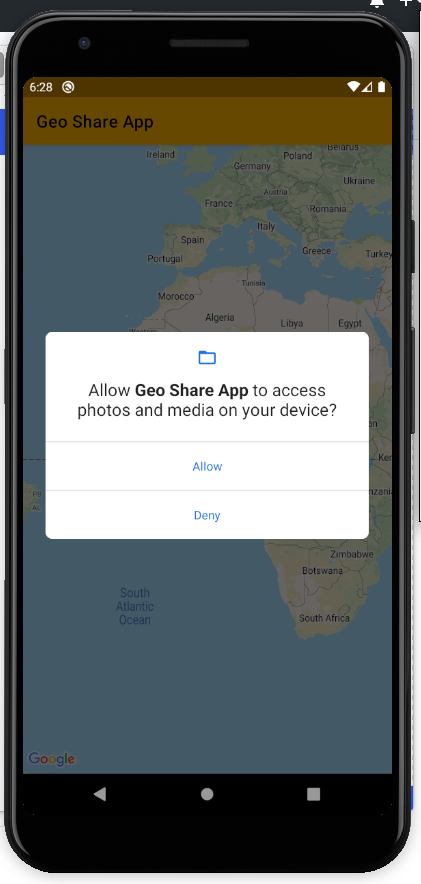 6:28
Geo Share App
Ireland
Poland
Belarus
Germany
Ukraine
Austria
France
Romania
Italy
Spain
Greece
Turkey
Portugal
Tunisia
Morocco
Algeria
Libya
Egypt
Allow Geo Share App to access
photos and media on your device?
Allow
Deny
Zimbabwe
Botswana
South
Atlantic
Ocean
South Africa
Google